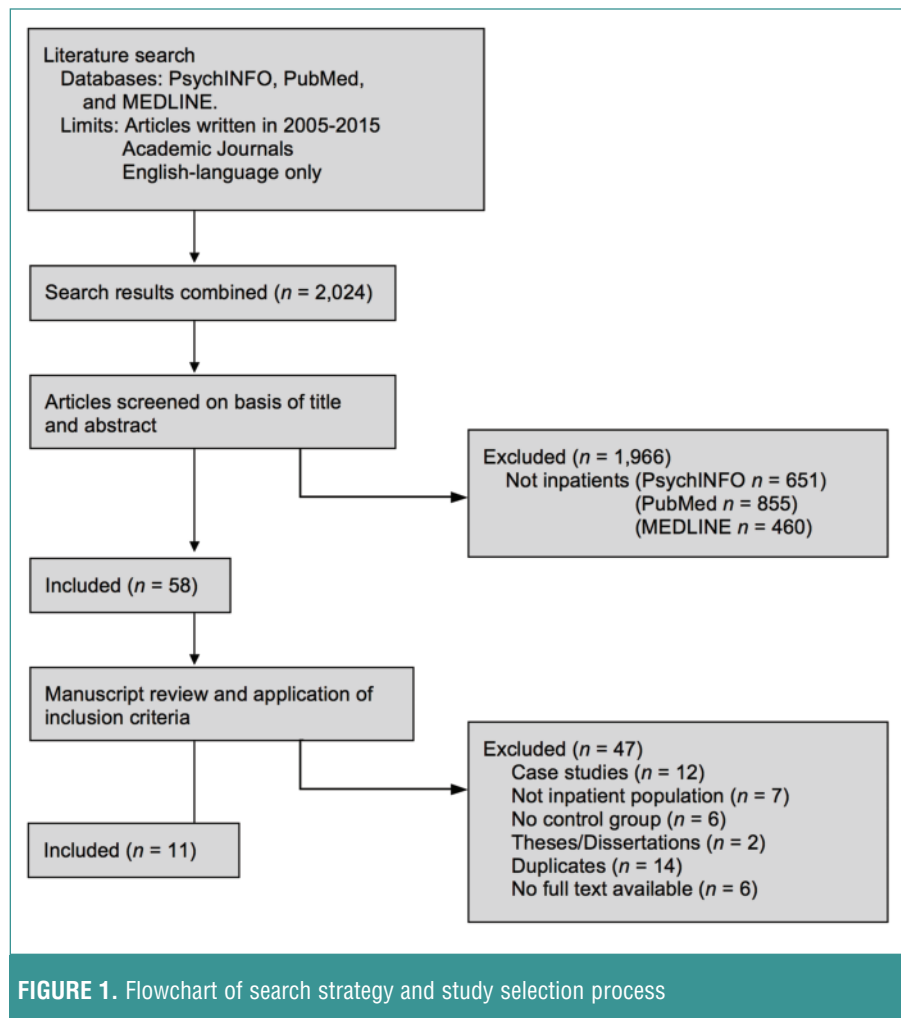 Literature search
Databases: PsychINFO, PubMed,
and MEDLINE.
Limits: Articles written in 2005-2015
Academic Journals
English-language only
Search results combined (n = 2,024)
Articles screened on basis of title
and abstract
Excluded (n = 1,966)
Not inpatients (PsychINFO n = 651)
(PubMed n = 855)
(MEDLINE n = 460)
Included (n = 58)
Manuscript review and application of
inclusion criteria
Excluded (n = 47)
Case studies (n = 12)
Not inpatient population (n = 7)
No control group (n = 6)
Theses/Dissertations (n = 2)
Duplicates (n = 14)
No full text available (n = 6)
Included (n = 11)
FIGURE 1. Flowchart of search strategy and study selection process